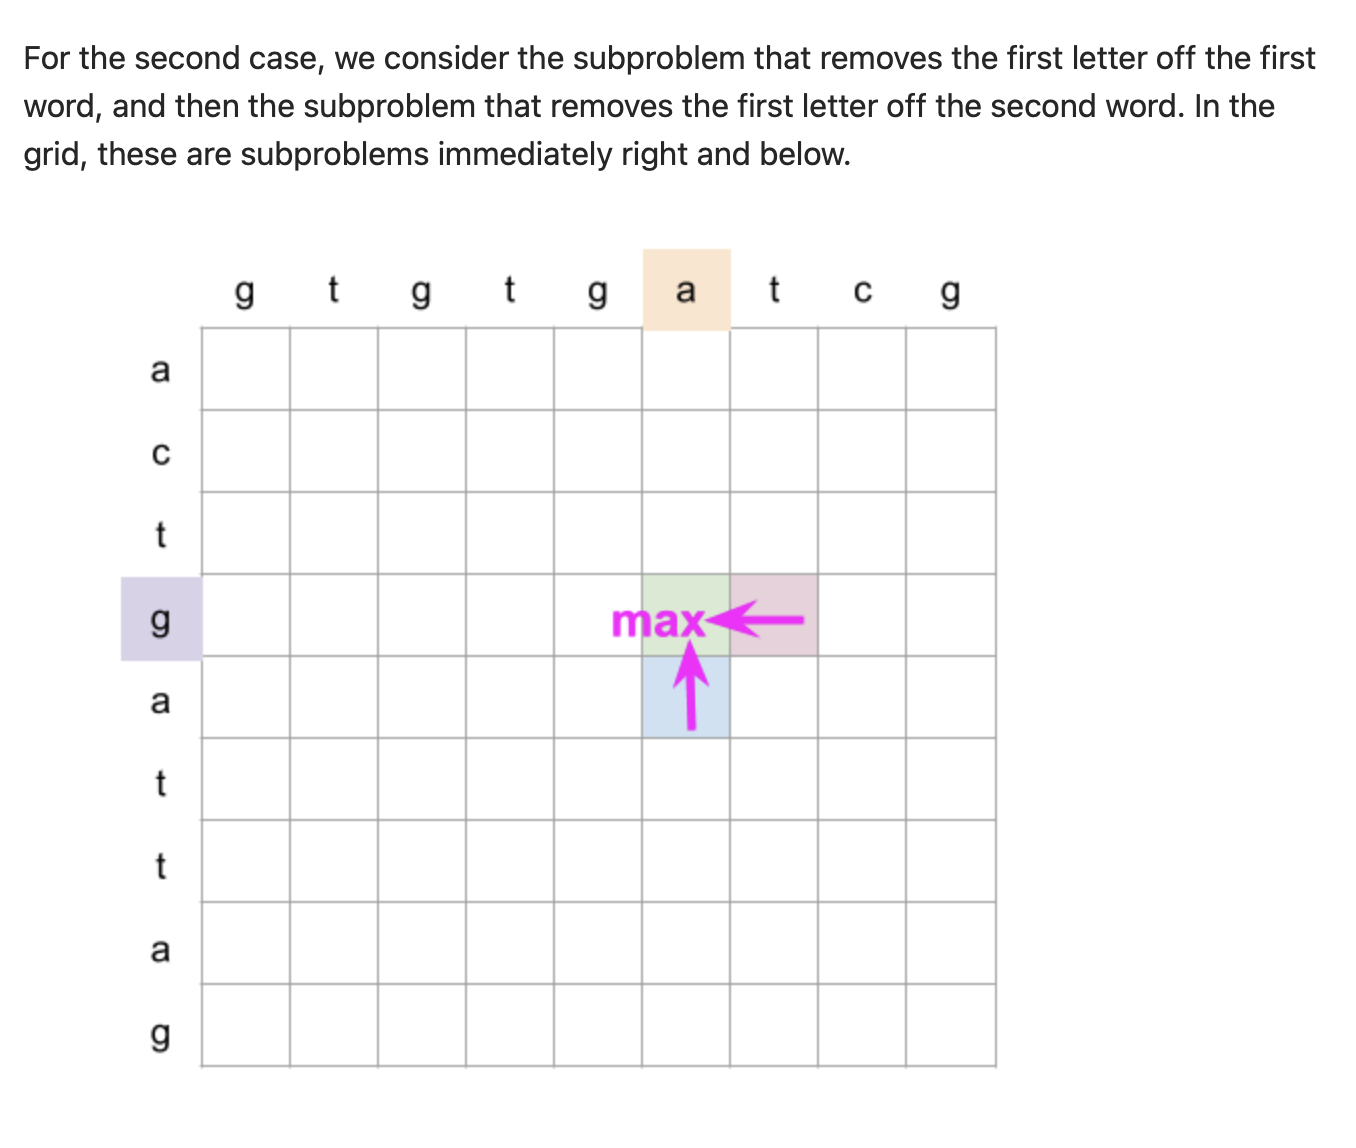 For the second case, we consider the subproblem that removes the first letter off the first
word, and then the subproblem that removes the first letter off the second word. In the
grid, these are subproblems immediately right and below.
g t g t g a t c g
a
c
t
g max
a
t
t
a
g